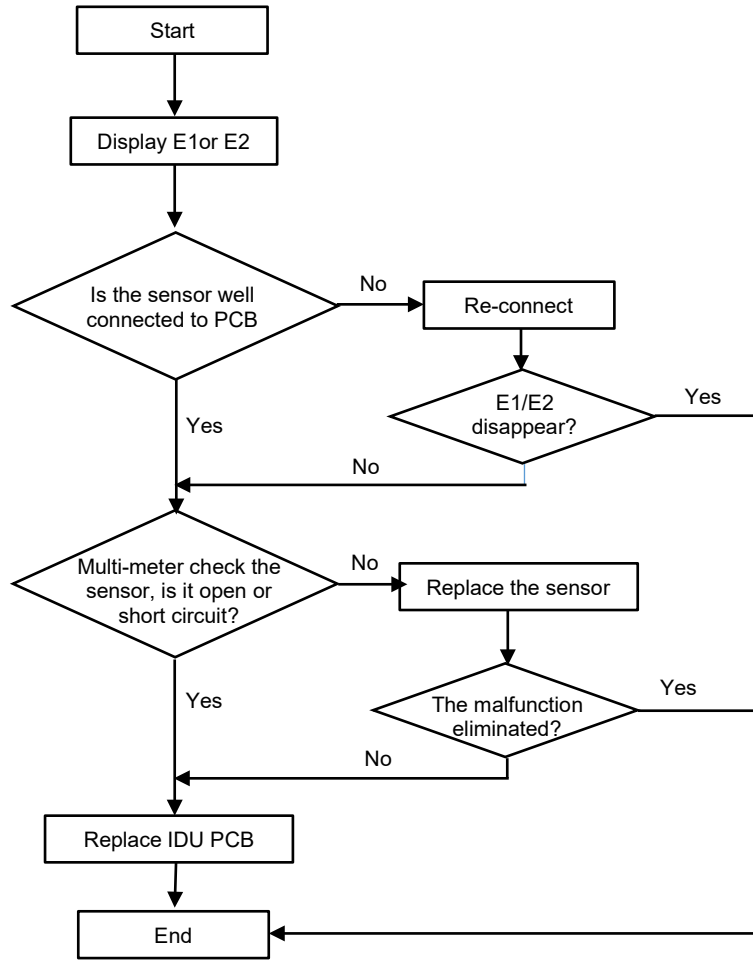 Start
Display E1or E2
Is the sensor well
connected to PCB
No
Re-connect
E1/E2
disappear?
Yes
Yes
No
Multi-meter check the
sensor, is it open or
short circuit?
No
Replace the sensor
Yes
The malfunction
eliminated?
Yes
No
Replace IDU PCB
End